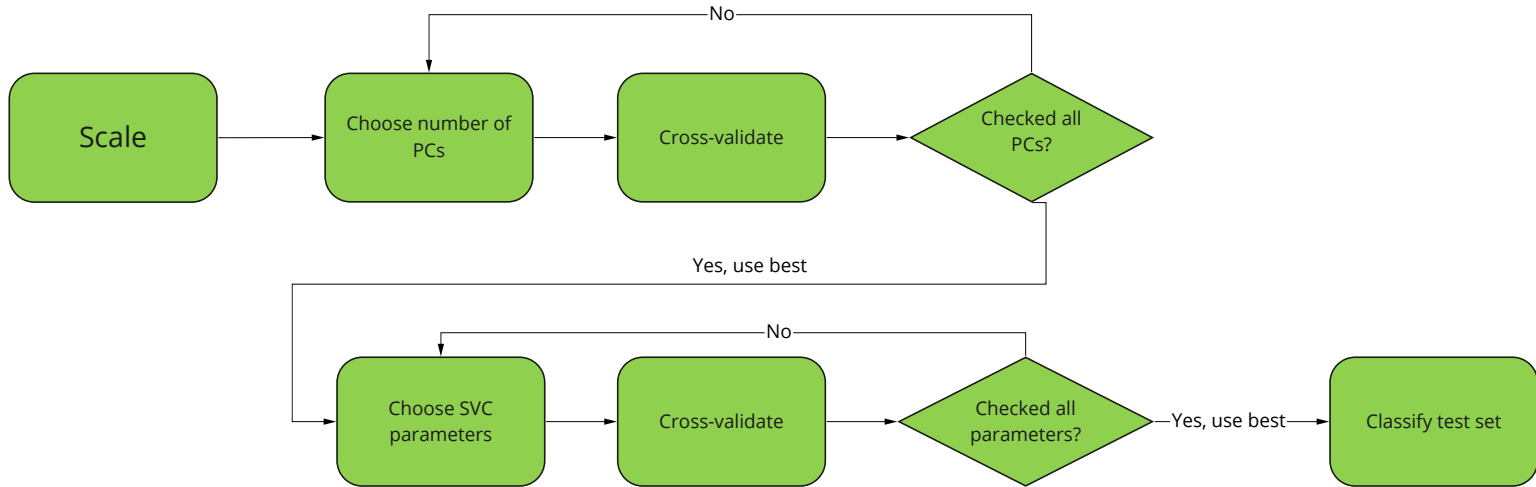 No
Scale
Choose number of
PCs
Cross-validate
Checked all
PCs?
Yes, use best
No
Choose SVC
parameters
Cross-validate
Checked all
parameters?
Yes, use best
Classify test set